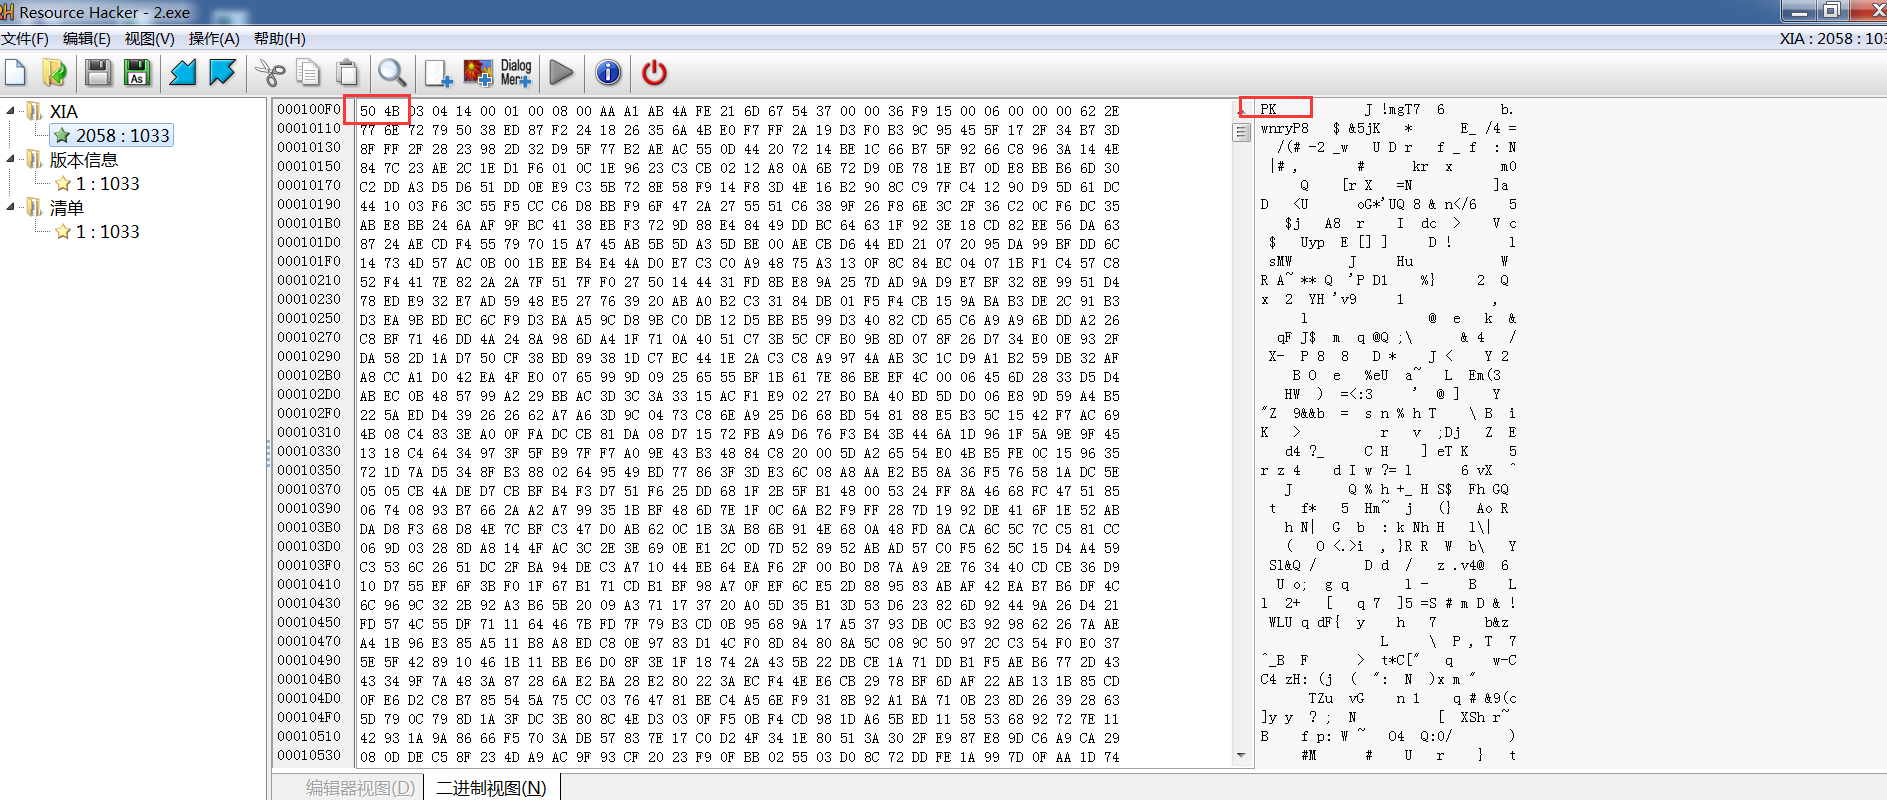 Resource Hacker - 2.exe
文件(F) 编辑(E) 视图(V) 操作(A) 帮助(H)
XIA : 2058 : 103
As
Dialog
Mer
XIA
2058 : 1033
版本信息
1 : 1033
清单
1 : 1033
000100F0 50 4B 03 04 14 00 01 00 08 00 AA A1 AB 4A FE 21 6D 67 54 37 00 00 36 F9 15 00 06 00 00 00 62 2E PK J !mgT7 6 b.
00010110 77 6E 72 79 50 38 ED 87 F2 24 18 26 35 6A 4B E0 F7 FF 2A 19 D3 F0 B3 9C 95 45 5F 17 2F 34 B7 3D wnryP8 $ &5jK * E_ /4 =
00010130 8F FF 2F 28 23 98 2D 32 D9 5F 77 B2 AE AC 55 0D 44 20 72 14 BE 1C 66 B7 5F 92 66 C8 96 3A 14 4E /(# -2 _w U D r f _ f : N
00010150 84 7C 23 AE 2C 1E D1 F6 01 0C 1E 96 23 C3 CB 02 12 A8 0A 6B 72 D9 0B 78 1E B7 0D E8 BB B6 6D 30 |# , # kr x m0
00010170 C2 DD A3 D5 D6 51 DD 0E E9 C3 5B 72 8E 58 F9 14 F8 3D 4E 16 B2 90 8C C9 7F C4 12 90 D9 5D 61 DC Q [r X =N ]a
00010190 44 10 03 F6 3C 55 F5 CC C6 D8 BB F9 6F 47 2A 27 55 51 C6 38 9F 26 F8 6E 3C 2F 36 C2 0C F6 DC 35 D <U oG*'UQ 8 & n</6 5
000101B0 AB E8 BB 24 6A AF 9F BC 41 38 EB F3 72 9D 88 E4 84 49 DD BC 64 63 1F 92 3E 18 CD 82 EE 56 DA 63 $j A8 r I dc > V c
000101D0 87 24 AE CD F4 55 79 70 15 A7 45 AB 5B 5D A3 5D BE 00 AE CB D6 44 ED 21 07 20 95 DA 99 BF DD 6C $ Uyp E [] ] D ! l
000101F0 14 73 4D 57 AC 0B 00 1B EE B4 E4 4A D0 E7 C3 C0 A9 48 75 A3 13 0F 8C 84 EC 04 07 1B F1 C4 57 C8 sMW J Hu W
00010210 52 F4 41 7E 82 2A 2A 7F 51 7F F0 27 50 14 44 31 FD 8B E8 9A 25 7D AD 9A D9 E7 BF 32 8E 99 51 D4 R A~ ** Q 'P D1 %} 2 Q
00010230 78 ED E9 32 E7 AD 59 48 E5 27 76 39 20 AB A0 B2 C3 31 84 DB 01 F5 F4 CB 15 9A BA B3 DE 2C 91 B3 x 2 YH 'v9 1 ,
00010250 D3 EA 9B BD EC 6C F9 D3 BA A5 9C D8 9B C0 DB 12 D5 BB B5 99 D3 40 82 CD 65 C6 A9 A9 6B DD A2 26 l @ e k &
00010270 C8 BF 71 46 DD 4A 24 8A 98 6D A4 1F 71 0A 40 51 C7 3B 5C CF B0 9B 8D 07 8F 26 D7 34 E0 0E 93 2F qF J$ m q @Q ;\ & 4 /
00010290 DA 58 2D 1A D7 50 CF 38 BD 89 38 1D C7 EC 44 1E 2A C3 C8 A9 97 4A AB 3C 1C D9 A1 B2 59 DB 32 AF X- P 8 8 D * J < Y 2
000102B0 A8 CC A1 D0 42 EA 4F E0 07 65 99 9D 09 25 65 55 BF 1B 61 7E 86 BE EF 4C 00 06 45 6D 28 33 D5 D4 B O e %eU a~ L Em(3
000102D0 AB EC 0B 48 57 99 A2 29 BB AC 3D 3C 3A 33 15 AC F1 E9 02 27 B0 BA 40 BD 5D D0 06 E8 9D 59 A4 B5 HW ) =<:3 ' @ ] Y
000102F0 22 5A ED D4 39 26 26 62 A7 A6 3D 9C 04 73 C8 6E A9 25 D6 68 BD 54 81 88 E5 B3 5C 15 42 F7 AC 69 "Z 9&&b = s n % h T \ B i
00010310 4B 08 C4 83 3E A0 0F FA DC CB 81 DA 08 D7 15 72 FB A9 D6 76 F3 B4 3B 44 6A 1D 96 1F 5A 9E 9F 45 K > r v ;Dj Z E
00010330 13 18 C4 64 34 97 3F 5F B9 7F F7 A0 9E 43 B3 48 84 C8 20 00 5D A2 65 54 E0 4B B5 FE 0C 15 96 35 d4 ?_ C H ] eT K 5
00010350 72 1D 7A D5 34 8F B3 88 02 64 95 49 BD 77 86 3F 3D DE 3C 6C 08 A8 AA E2 B5 8A 36 F5 76 58 1A DC 5E r z 4 d I w ?= l 6 vX ^
00010370 05 05 CB 4A DE D7 CB BF B4 F3 D7 51 F6 25 DD 68 1F 2B 5F B1 48 00 53 24 FF 8A 46 68 FC 47 51 85 J Q % h +_ H S$ Fh GQ
00010390 06 74 08 93 B7 66 2A A2 A7 99 35 1B BF 48 6D 7E 1F 0C 6A B2 F9 FF 28 7D 19 92 DE 41 6F 1E 52 AB t f* 5 Hm~ j (} Ao R
000103B0 DA D8 F3 68 D8 4E 7C BF C3 47 D0 AB 62 0C 1B 3A B8 6B 91 4E 68 0A 48 FD 8A CA 6C 5C 7C C5 81 CC h N| G b : k Nh H l\|
000103D0 06 9D 03 28 8D A8 14 4F AC 3C 2E 3E 69 0E E1 2C 0D 7D 52 89 52 AB AD 57 C0 F5 62 5C 15 D4 A4 59 ( O <.>i , }R R W b\ Y
000103F0 C3 53 6C 26 51 DC 2F BA 94 DE C3 A7 10 44 EB 64 EA F6 2F 00 B0 D8 7A A9 2E 76 34 40 CD CB 36 D9 Sl&Q / D d / z .v4@ 6
00010410 10 D7 55 EF 6F 3B F0 1F 67 B1 71 CD B1 BF 98 A7 0F EF 6C E5 2D 88 95 83 AB AF 42 EA B7 B6 DF 4C U o; g q l - B L
00010430 6C 96 9C 32 2B 92 A3 B6 5B 20 09 A3 71 17 37 20 A0 5D 35 B1 3D 53 D6 23 82 6D 92 44 9A 26 D4 21 l 2+ [ q 7 ]5 =S # m D & !
00010450 FD 57 4C 55 DF 71 11 64 46 7B FD 7F 79 B3 CD 0B 95 68 9A 17 A5 37 93 DB 0C B3 92 98 62 26 7A AE WLU q dF{ y h 7 b&z
00010470 A4 1B 96 E3 85 A5 11 B8 A8 ED C8 0E 97 83 D1 4C F0 8D 84 80 8A 5C 08 9C 50 97 2C C3 54 F0 E0 37 L \ P , T 7
00010490 5E 5F 42 89 10 46 1B 11 BB E6 D0 8F 3E 1F 18 74 2A 43 5B 22 DB CE 1A 71 DD B1 F5 AE B6 77 2D 43 ^_B F > t*C[" q w-C
000104B0 43 34 9F 7A 48 3A 87 28 6A E2 BA 28 E2 80 22 3A EC F4 4E E6 CB 29 78 BF 6D AF 22 AB 13 1B 85 CD C4 zH: (j ( ": N )x m "
000104D0 0F E6 D2 C8 B7 85 54 5A 75 CC 03 76 47 81 BE C4 A5 6E F9 31 8B 92 A1 BA 71 0B 23 8D 26 39 28 63 TZu vG n 1 q # &9(c
000104F0 5D 79 0C 79 8D 1A 3F DC 3B 80 8C 4E D3 03 0F F5 0B F4 CD 98 1D A6 5B ED 11 58 53 68 92 72 7E 11 ]y y ? ; N [ XSh r~
00010510 42 93 1A 9A 86 66 F5 70 3A DB 57 83 7E 17 C0 D2 4F 34 1E 80 51 3A 30 2F E9 87 E8 9D C6 A9 CA 29 B f p: W ~ O4 Q:0/ )
00010530 08 0D DE C5 8F 23 4D A9 AC 9F 93 CF 20 23 F9 0F BB 02 55 03 D0 8C 72 DD FE 1A 99 7D 0F AA 1D 74 #M # U r } t
编辑器视图(D) 二进制视图(N)